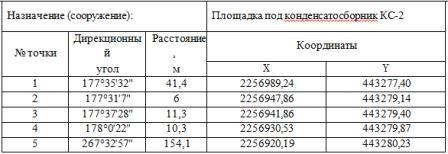 Назначение (сооружение): Площадка под конденсатосборник КС-2
№ точки Дирекционны
й
угол Расстояние
,
м Координаты
X Y
1 177°35'32" 41,4 2256989,24 443277,40
2 177°31'7" 6 2256947,86 443279,14
3 177°37'28" 11,3 2256941,86 443279,40
4 178°0'22" 10,3 2256930,53 443279,87
5 267°32'57" 154,1 2256920,19 443280,23